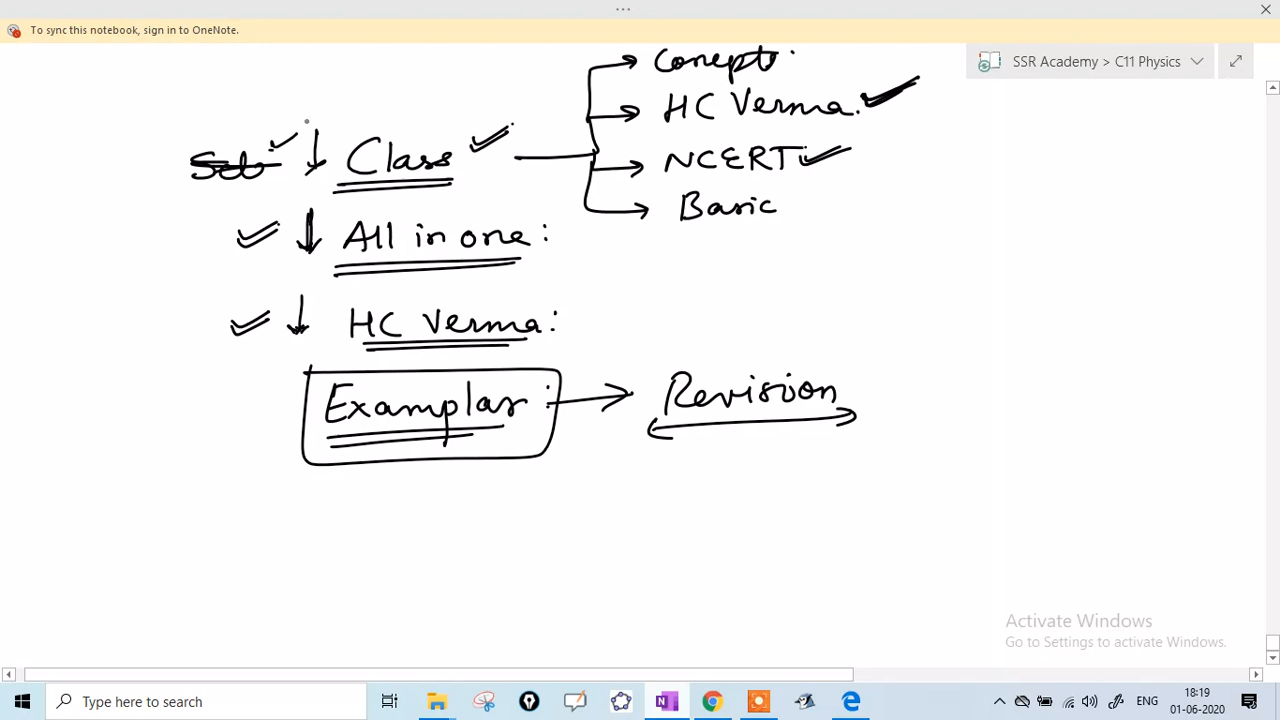 To sync this notebook, sign in to OneNote.
SSR Academy > C11 Physics
Conepts.
HC Verma.
Class
NCERT
Basic
All in one:
HC Verma:
Examplar: → Revision
Activate Windows
Go to Settings to activate Windows.
Type here to search
ENG
18:19
01-06-2020